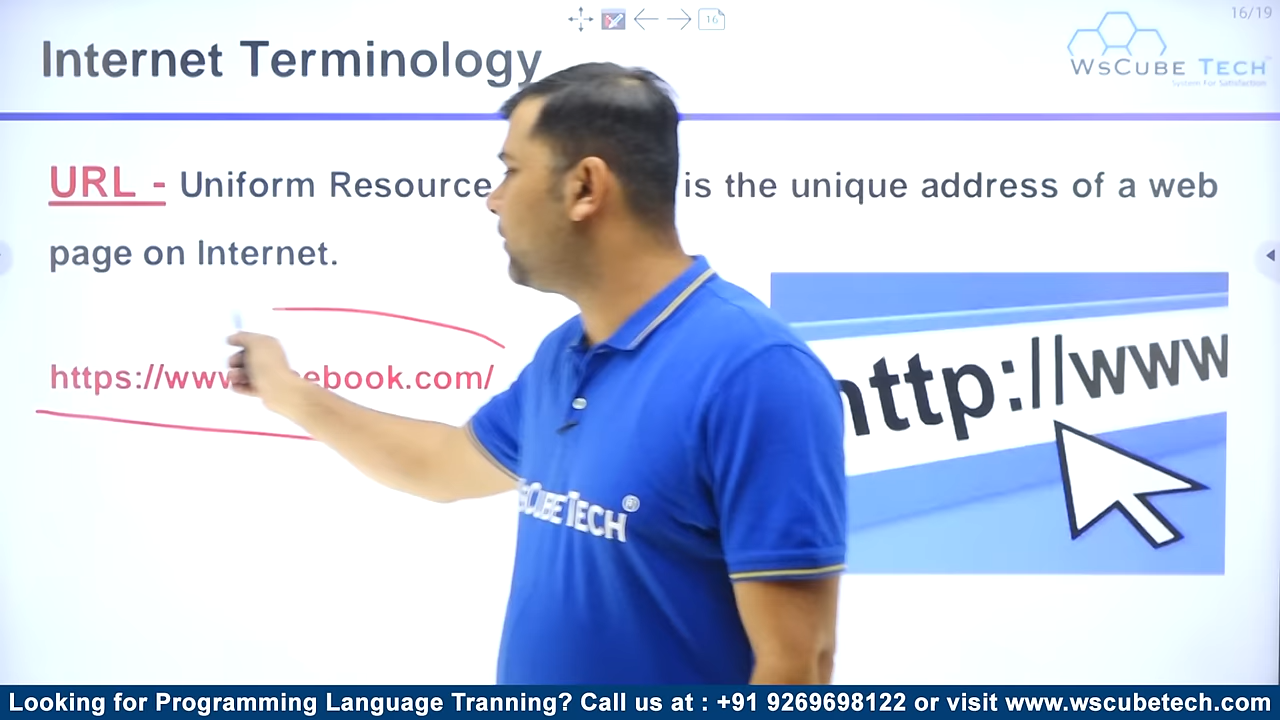 16
16/19
Internet Terminology
WsCube Tech
System For Satisfaction
URL - Uniform Resource is the unique address of a web
page on Internet.
https://www ebook.com/
http://www
sCube Tech®
Looking for Programming Language Tranning? Call us at : +91 9269698122 or visit www.wscubetech.com